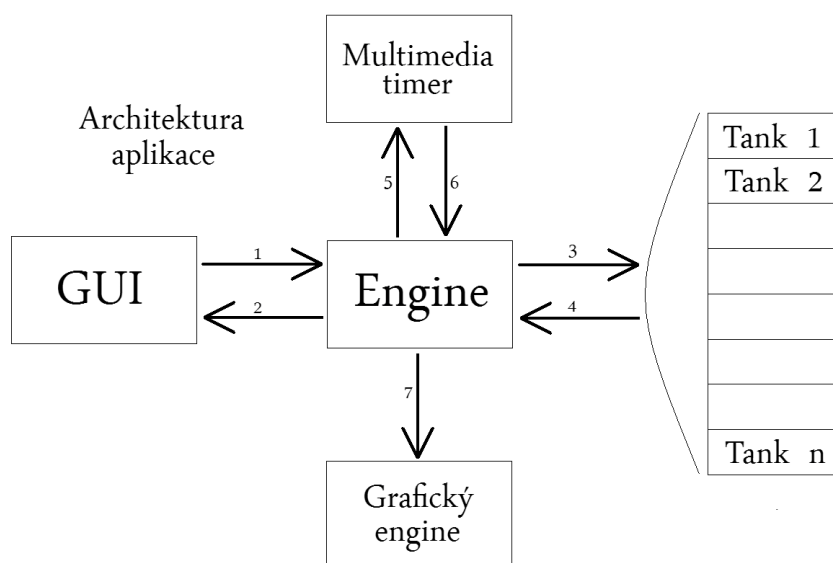 Multimedia
timer
Architektura
aplikace
Tank 1
Tank 2
5
6
GUI
1
2
Engine
3
4
7
Tank n
Grafický
engine